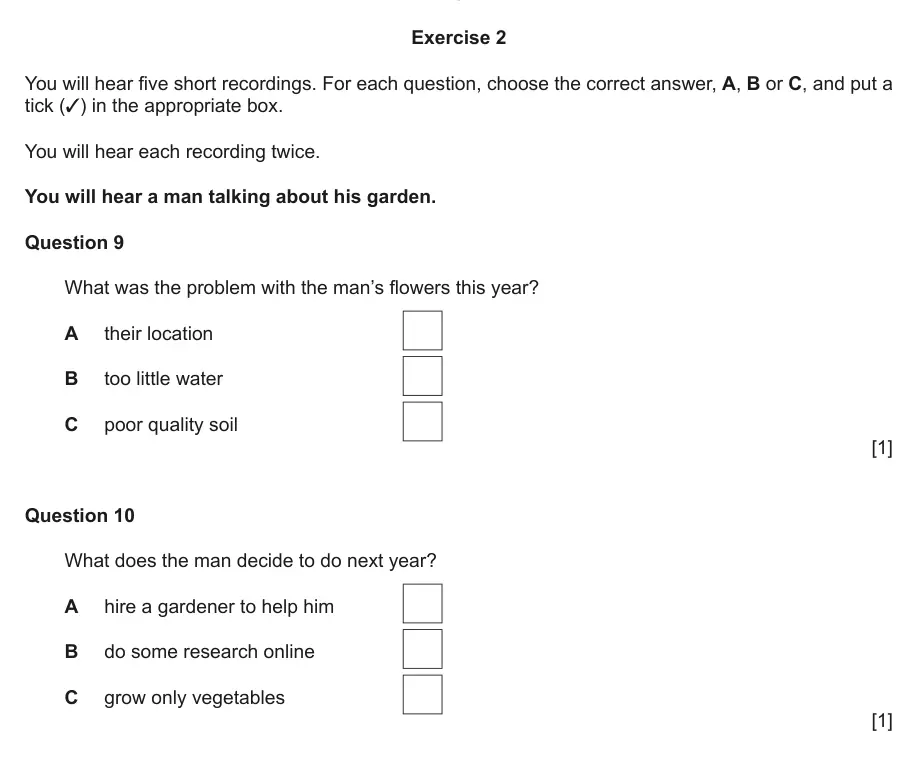 Exercise 2
You will hear five short recordings. For each question, choose the correct answer, A, B or C, and put a
tick (✓) in the appropriate box.
You will hear each recording twice.
You will hear a man talking about his garden.
Question 9
What was the problem with the man’s flowers this year?
A their location
B too little water
C poor quality soil
[1]
Question 10
What does the man decide to do next year?
A hire a gardener to help him
B do some research online
C grow only vegetables
[1]